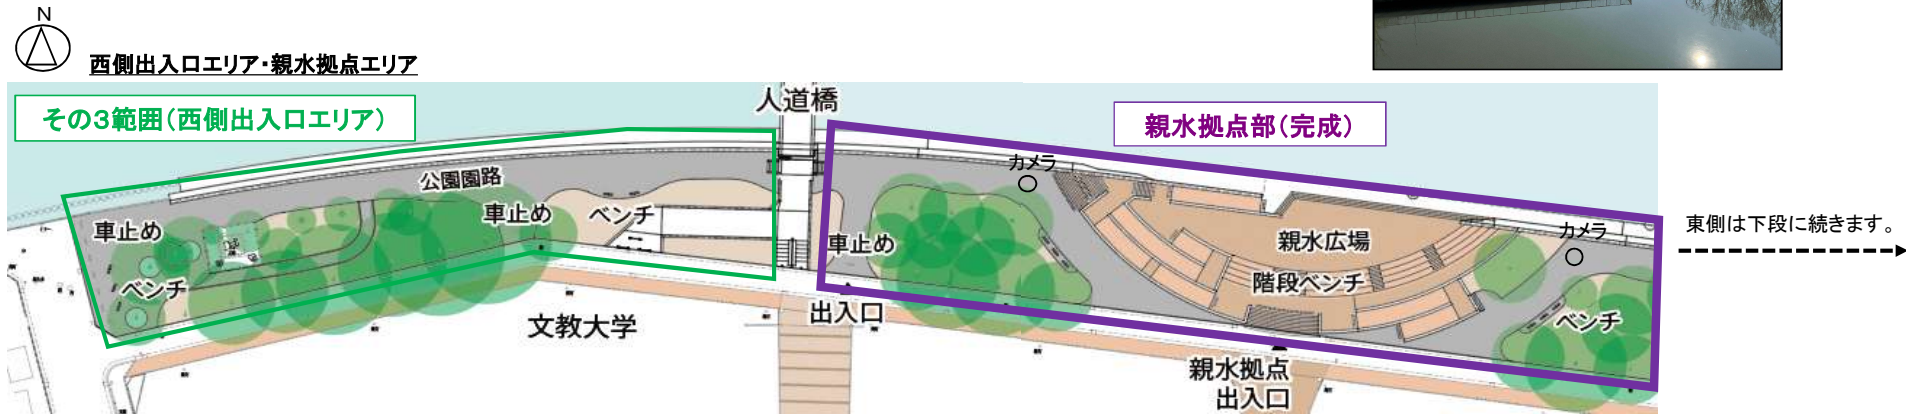 N
西側出入口エリア・親水拠点エリア
その3範囲(西側出入口エリア)
人道橋
親水拠点部(完成)
カメラ
公園園路
車止め
ベンチ
車止め
ベンチ
車止め
親水広場
カメラ
階段ベンチ
ベンチ
東側は下段に続きます。
文教大学
出入口
親水拠点
出入口